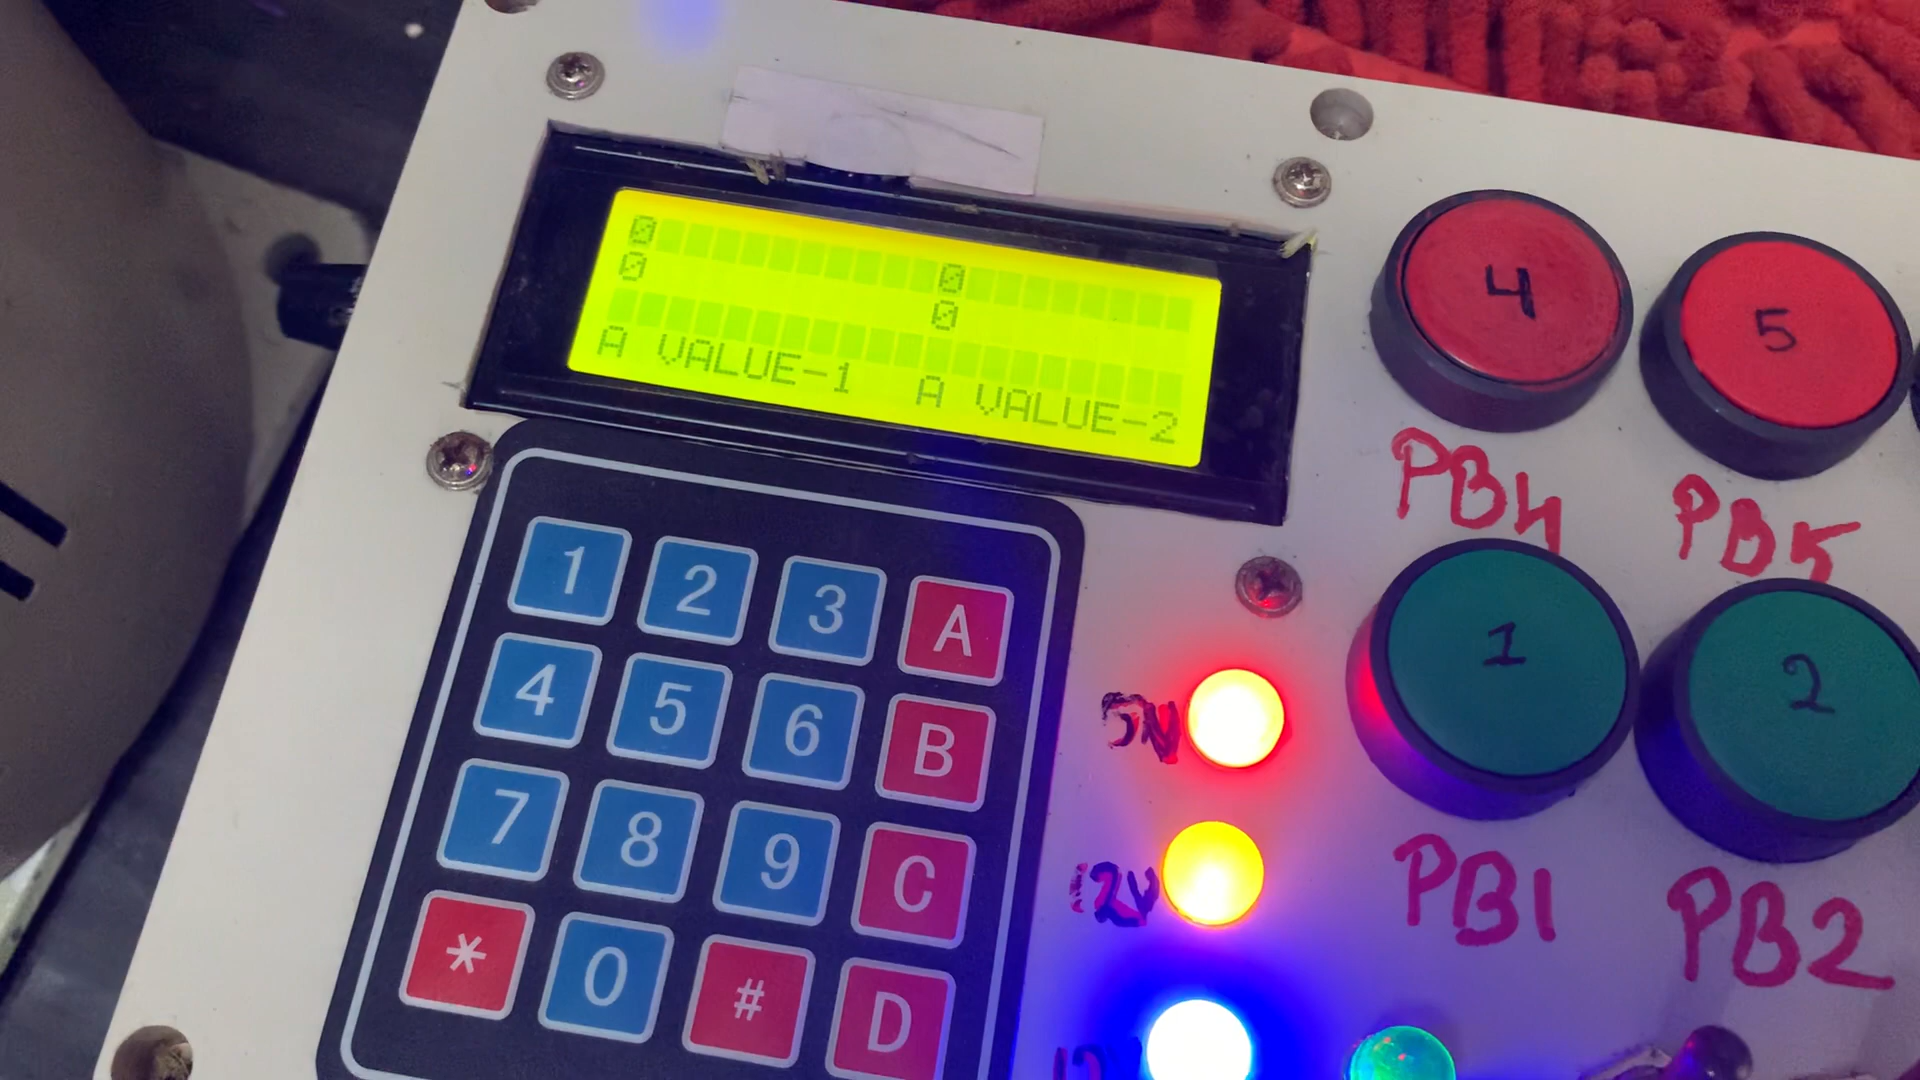 0 0
0 0
A VALUE-1 A VALUE-2
4 5
PB4 PB5
1 2 3 A
4 5 6 B
7 8 9 C
* 0 # D
1 2
PB1 PB2
12V